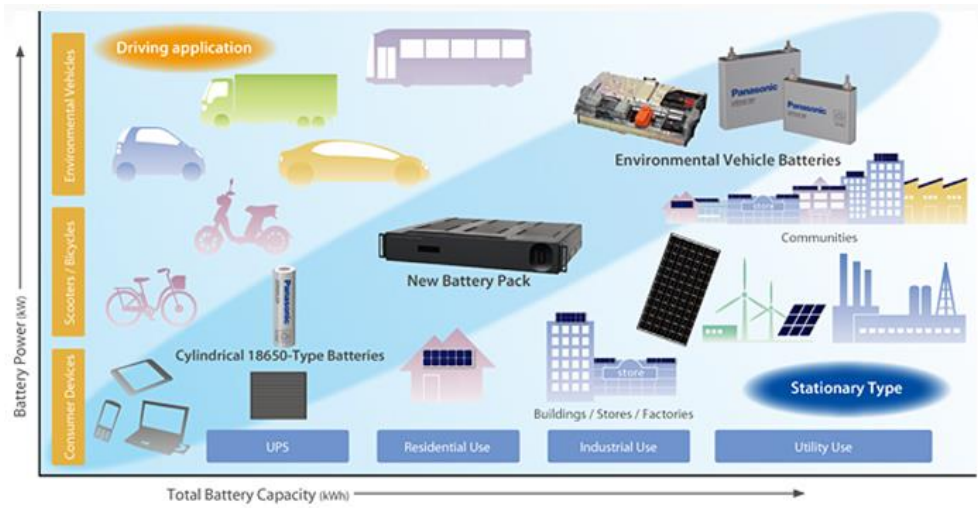 Driving application
Environmental Vehicles
Scooters / Bicycles
Consumer Devices
Battery Power (kW)
Panasonic
Panasonic
Environmental Vehicle Batteries
store
Communities
New Battery Pack
Panasonic
Cylindrical 18650-Type Batteries
store
Buildings / Stores / Factories
Stationary Type
UPS
Residential Use
Industrial Use
Utility Use
Total Battery Capacity (kWh)